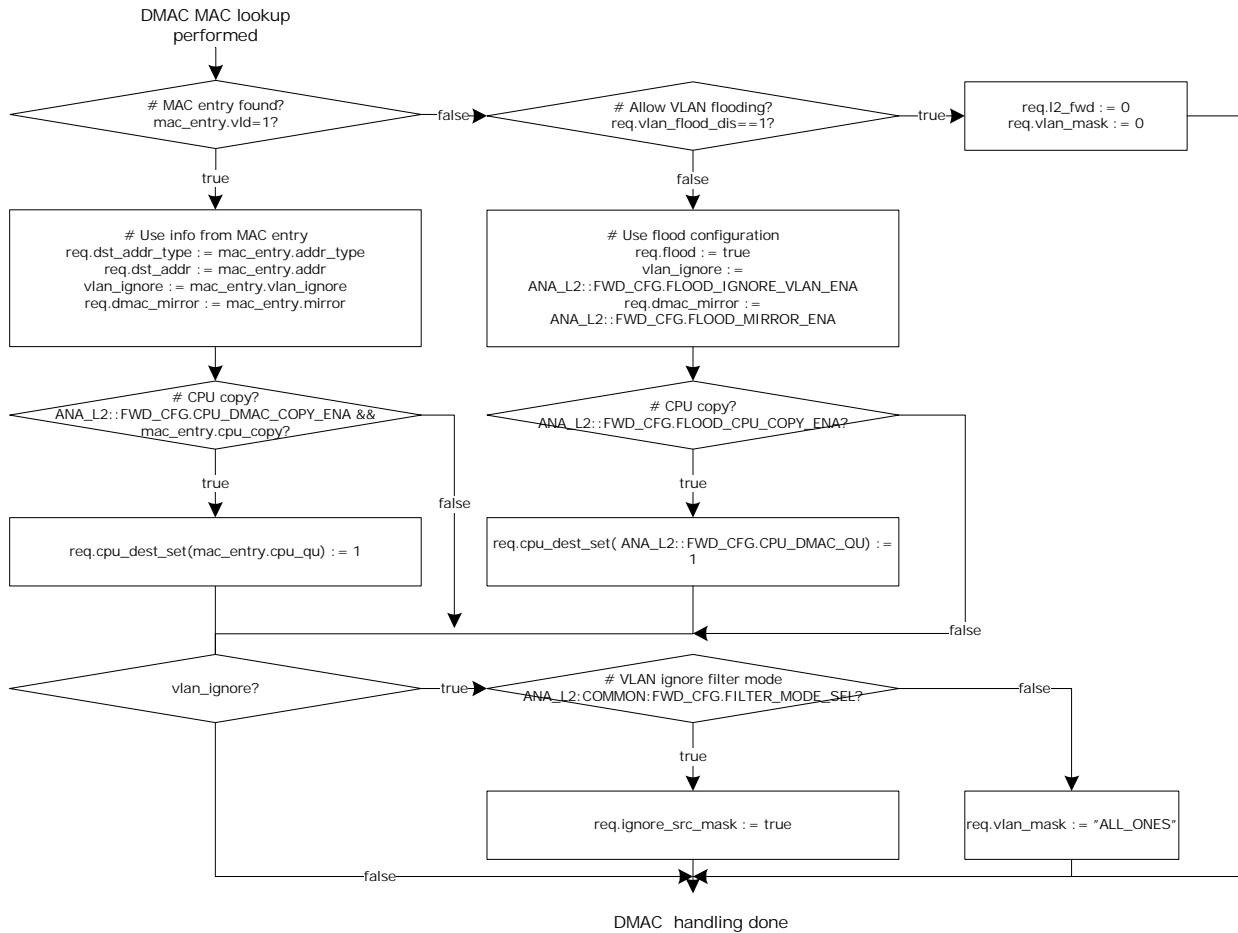 DMAC MAC lookup
performed
# MAC entry found?
mac_entry.vld=1?
false
# Allow VLAN flooding?
req.vlan_flood_dis==1?
true
req.l2_fwd := 0
req.vlan_mask := 0
true
false
# Use info from MAC entry
req.dst_addr_type := mac_entry.addr_type
req.dst_addr := mac_entry.addr
vlan_ignore := mac_entry.vlan_ignore
req.dmac_mirror := mac_entry.mirror
# Use flood configuration
req.flood := true
vlan_ignore :=
ANA_L2::FWD_CFG.FLOOD_IGNORE_VLAN_ENA
req.dmac_mirror :=
ANA_L2::FWD_CFG.FLOOD_MIRROR_ENA
# CPU copy?
ANA_L2::FWD_CFG.CPU_DMAC_COPY_ENA &&
mac_entry.cpu_copy?
# CPU copy?
ANA_L2::FWD_CFG.FLOOD_CPU_COPY_ENA?
true
false
true
req.cpu_dest_set(mac_entry.cpu_qu) := 1
req.cpu_dest_set( ANA_L2::FWD_CFG.CPU_DMAC_QU) :=
1
false
vlan_ignore?
true
# VLAN ignore filter mode
ANA_L2:COMMON:FWD_CFG.FILTER_MODE_SEL?
false
true
req.ignore_src_mask := true
req.vlan_mask := "ALL_ONES"
false
DMAC handling done